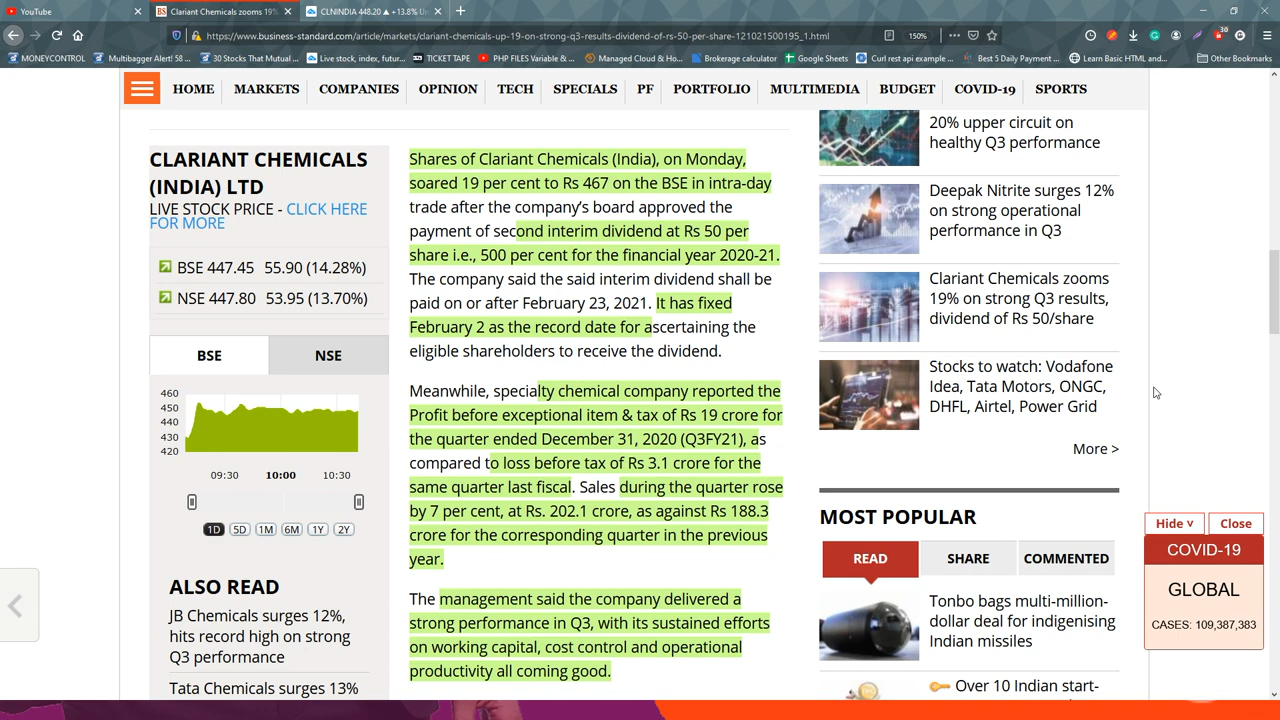 YouTube
Clariant Chemicals zooms 19%
CLNINDIA 448.20 ▲ +13.8% Un
https://www.business-standard.com/article/markets/clariant-chemicals-up-19-on-strong-q3-results-dividend-of-rs-50-per-share-121021500195_1.html
150%
30
MONEYCONTROL
Multibagger Alert! 58 ...
30 Stocks That Mutual ...
Live stock, index, futur...
TICKET TAPE
PHP FILES Variable & ...
Managed Cloud & Ho...
Brokerage calculator
Google Sheets
Curl rest api example ...
Best 5 Daily Payment ...
Learn Basic HTML and...
Other Bookmarks
HOME
MARKETS
COMPANIES
OPINION
TECH
SPECIALS
PF
PORTFOLIO
MULTIMEDIA
BUDGET
COVID-19
SPORTS
CLARIANT CHEMICALS
(INDIA) LTD
LIVE STOCK PRICE - CLICK HERE
FOR MORE
BSE 447.45 55.90 (14.28%)
NSE 447.80 53.95 (13.70%)
BSE
NSE
460
450
440
430
420
09:30 10:00 10:30
1D 5D 1M 6M 1Y 2Y
ALSO READ
JB Chemicals surges 12%,
hits record high on strong
Q3 performance
Tata Chemicals surges 13%
Shares of Clariant Chemicals (India), on Monday,
soared 19 per cent to Rs 467 on the BSE in intra-day
trade after the company's board approved the
payment of second interim dividend at Rs 50 per
share i.e., 500 per cent for the financial year 2020-21.
The company said the said interim dividend shall be
paid on or after February 23, 2021. It has fixed
February 2 as the record date for ascertaining the
eligible shareholders to receive the dividend.
Meanwhile, specialty chemical company reported the
Profit before exceptional item & tax of Rs 19 crore for
the quarter ended December 31, 2020 (Q3FY21), as
compared to loss before tax of Rs 3.1 crore for the
same quarter last fiscal. Sales during the quarter rose
by 7 per cent, at Rs. 202.1 crore, as against Rs 188.3
crore for the corresponding quarter in the previous
year.
The management said the company delivered a
strong performance in Q3, with its sustained efforts
on working capital, cost control and operational
productivity all coming good.
20% upper circuit on
healthy Q3 performance
Deepak Nitrite surges 12%
on strong operational
performance in Q3
Clariant Chemicals zooms
19% on strong Q3 results,
dividend of Rs 50/share
Stocks to watch: Vodafone
Idea, Tata Motors, ONGC,
DHFL, Airtel, Power Grid
More >
MOST POPULAR
READ
SHARE
COMMENTED
Tonbo bags multi-million-
dollar deal for indigenising
Indian missiles
Over 10 Indian start-
Hide v
Close
COVID-19
GLOBAL
CASES: 109,387,383